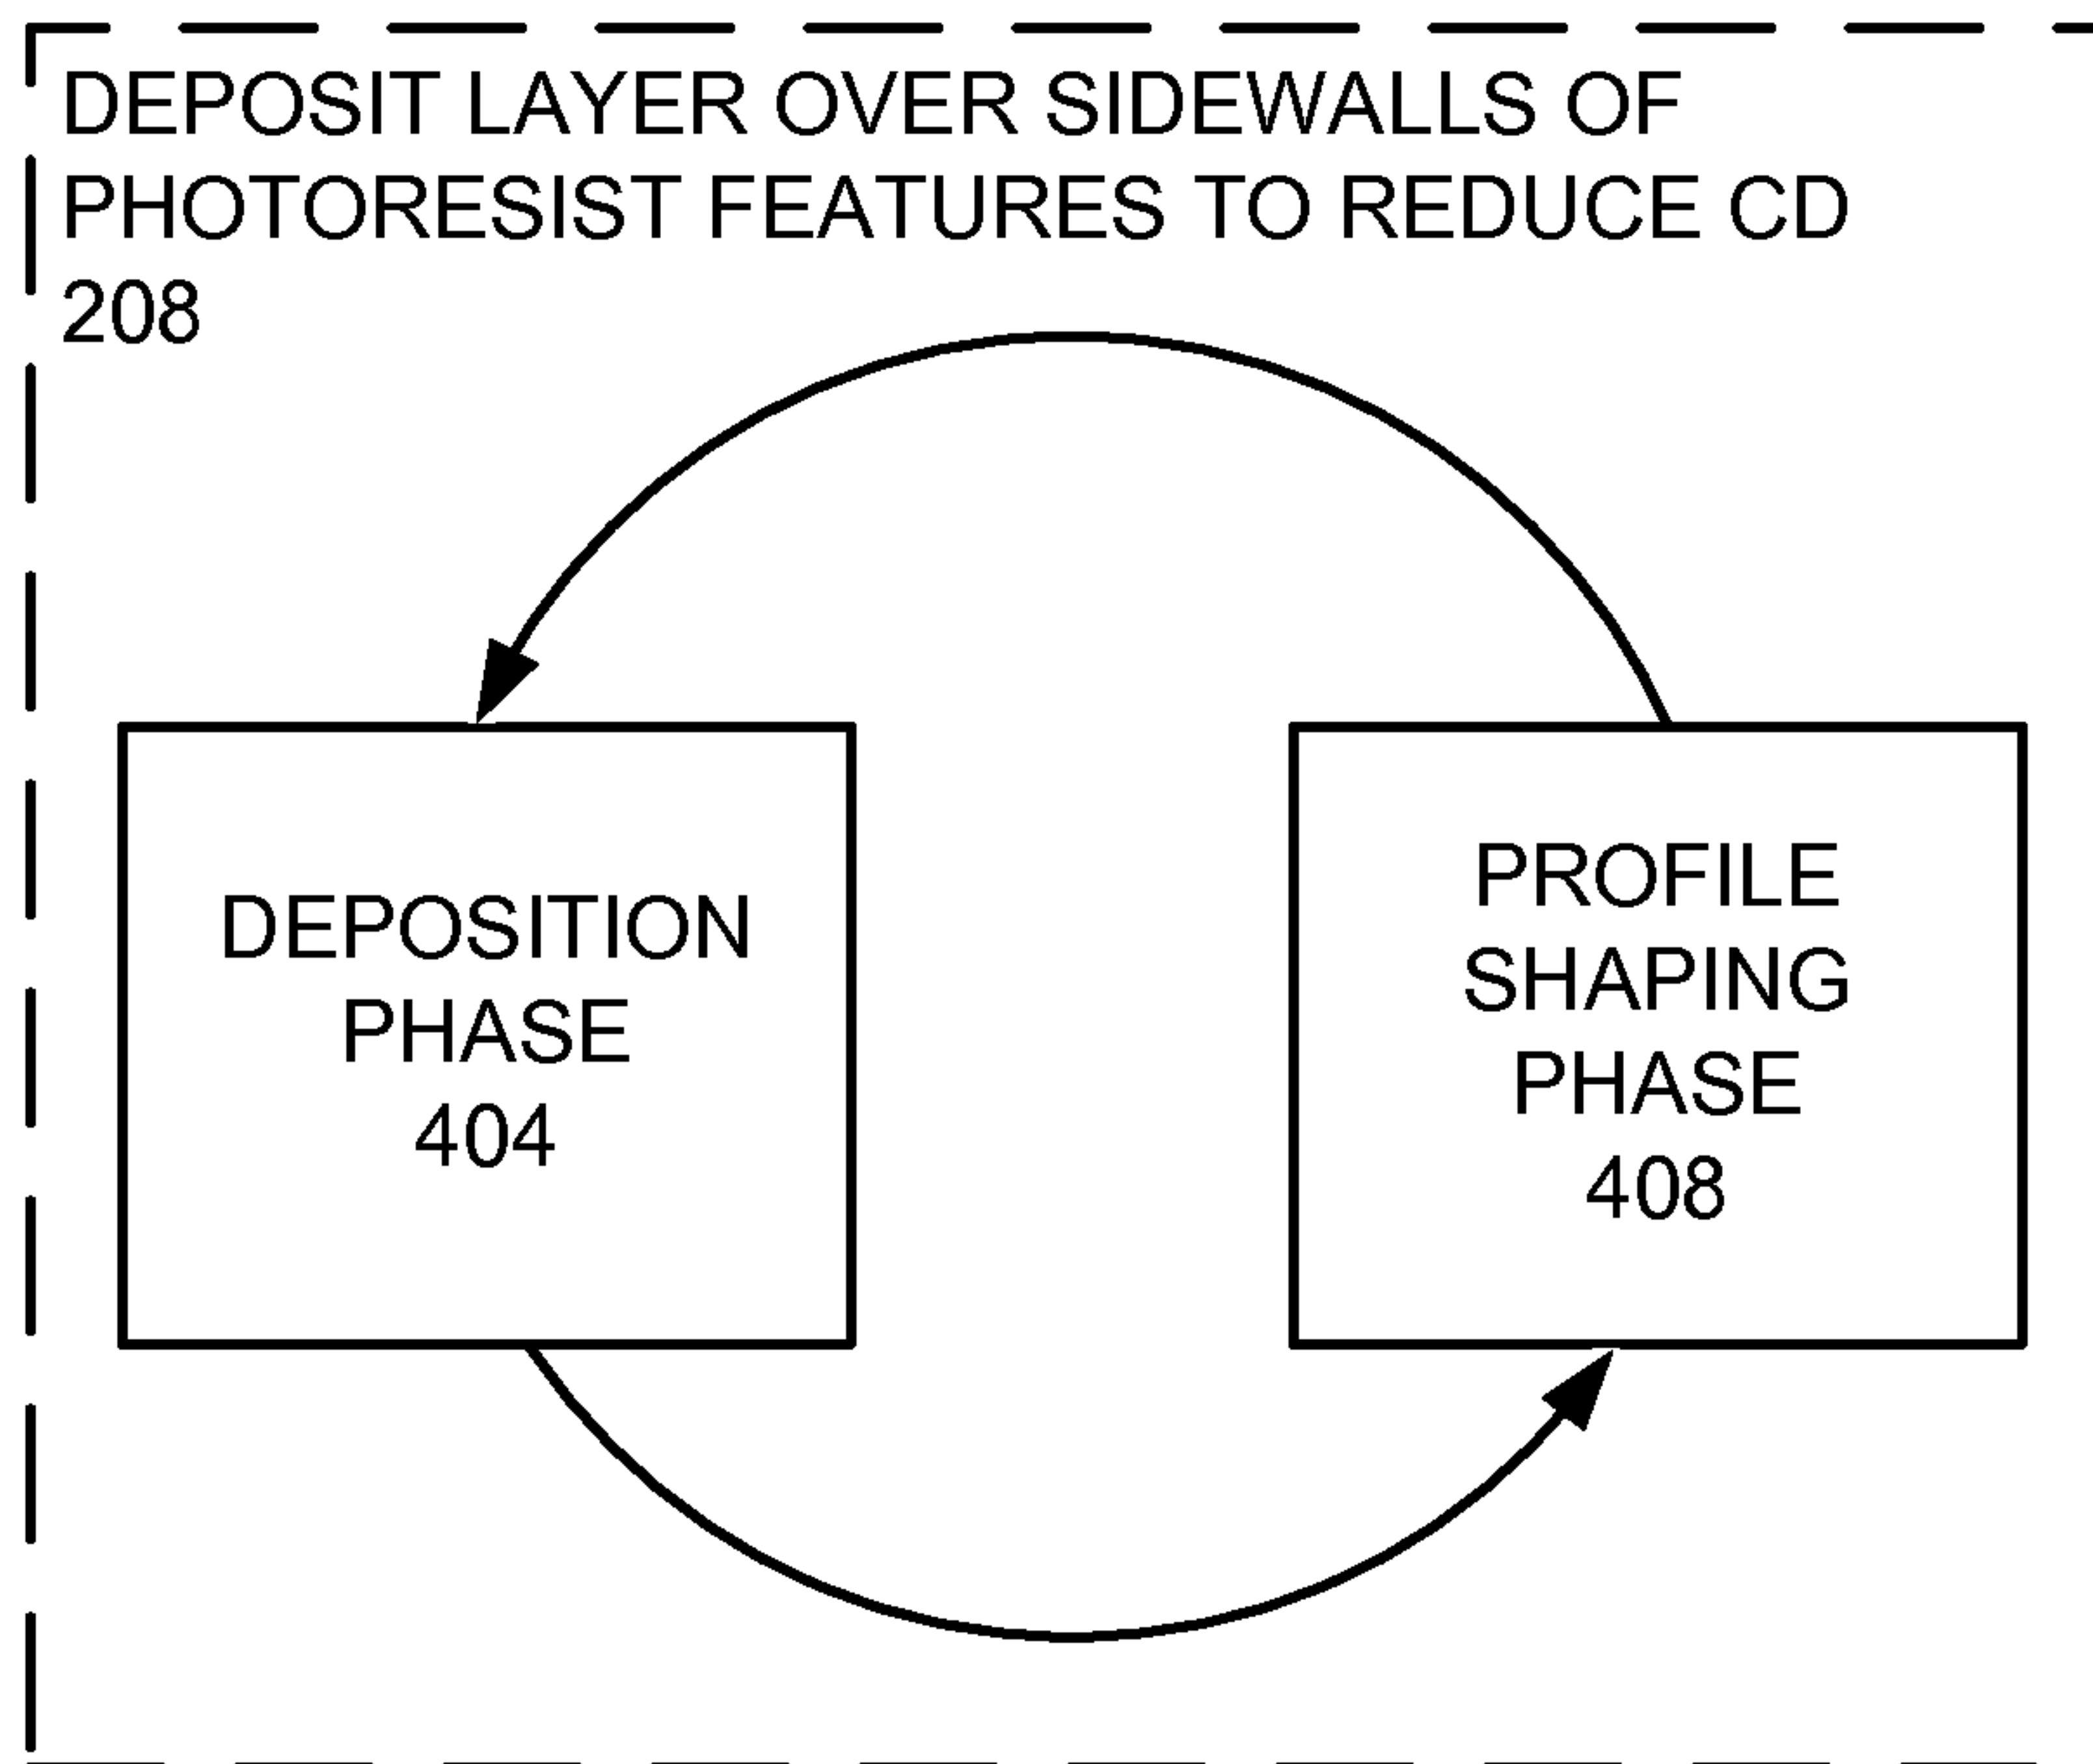 DEPOSIT LAYER OVER SIDEWALLS OF
PHOTORESIST FEATURES TO REDUCE CD
208
DEPOSITION
PHASE
404
PROFILE
SHAPING
PHASE
408